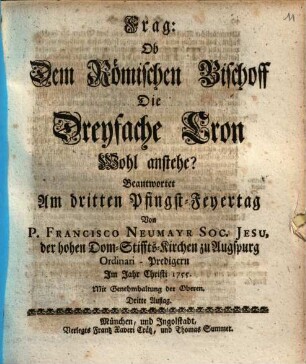 11
Frag:
Ob
Dem Römischen Bischoff
Die
Dreyfache Cron
Wohl anstehe?
Beantwortet
Am dritten Pfingst-Feyertag
Von
P. FRANCISCO NEUMAYR SOC. JESU,
der hohen Dom-Stiffts-Kirchen zu Augspurg
Ordinari-Predigern
Im Jahr Christi 1755.
Mit Genehmhaltung der Obern.
Dritte Auflag.
München, und Ingolstadt,
Verlegts Frantz Xaveri Crätz, und Thomas Summer.